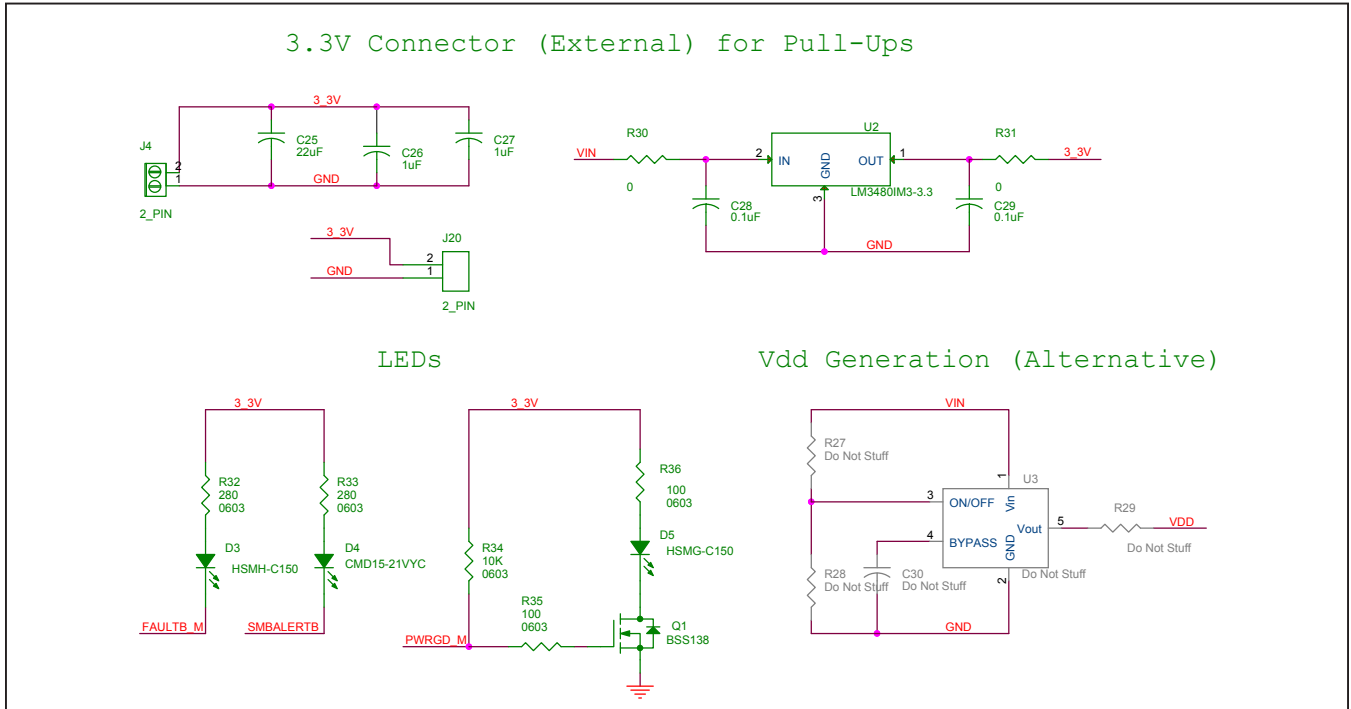 3.3V Connector (External) for Pull-Ups
3_3V
J4
2
1
2_PIN
C25
22uF
C26
1uF
C27
1uF
GND
3_3V
GND
J20
2
1
2_PIN
VIN
R30
0
U2
2
IN
GND
OUT
1
3
LM3480IM3-3.3
R31
0
3_3V
C28
0.1uF
C29
0.1uF
GND
LEDs
3_3V
R32
280
0603
R33
280
0603
D3
HSMH-C150
D4
CMD15-21VYC
FAULTB_M
SMBALERTB
3_3V
R36
100
0603
D5
HSMG-C150
R34
10K
0603
R35
100
0603
PWRGD_M
Q1
BSS138
Vdd Generation (Alternative)
VIN
R27
Do Not Stuff
U3
1
3
ON/OFF
Vin
Vout
5
R29
VDD
Do Not Stuff
4
BYPASS
GND
2
Do Not Stuff
R28
Do Not Stuff
C30
Do Not Stuff
GND